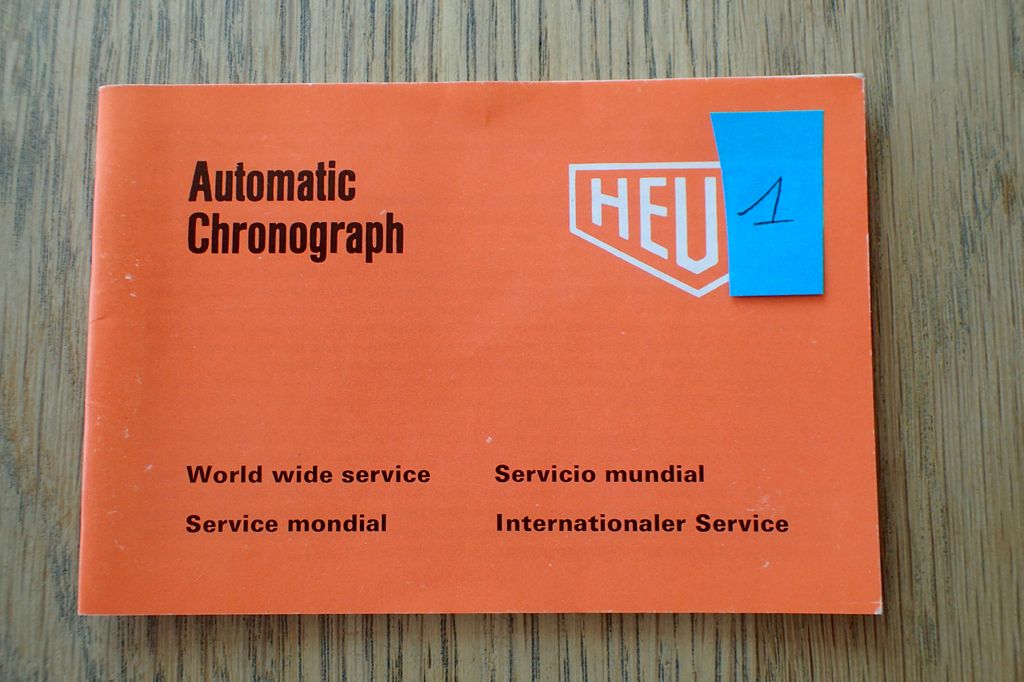 Automatic
Chronograph
HEU
1
World wide service
Servicio mundial
Service mondial
Internationaler Service